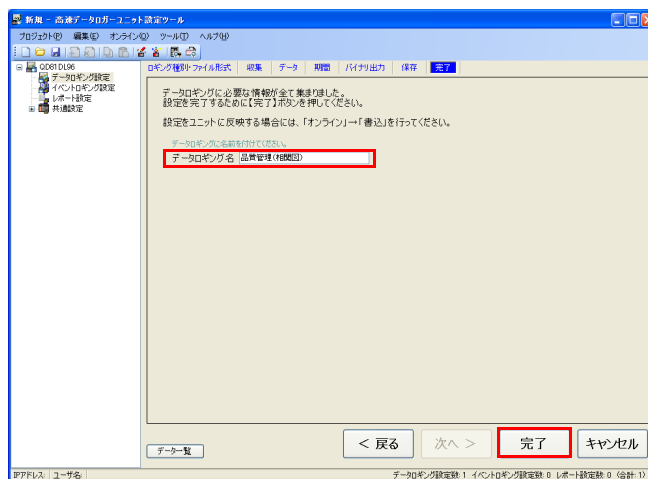 新規 - 高速データロガーユニット設定ツール
プロジェクト(P) 編集(E) オンライン(O) ツール(T) ヘルプ(H)
QD81DL96
データロギング設定
イベントロギング設定
レポート設定
共通設定
ロギング種別・ファイル形式 収集 データ 期間 バイナリ出力 保存 完了
データロギングに必要な情報が全て集まりました。
設定を完了するために【完了】ボタンを押してください。
設定をユニットに反映する場合には、「オンライン」→「書込」を行ってください。
データロギングに名前を付けてください。
データロギング名 品質管理(相関図)
データ一覧
< 戻る
次へ >
完了
キャンセル
IPアドレス: ユーザ名: データロギング設定数: 1 イベントロギング設定数: 0 レポート設定数: 0 (合計: 1)